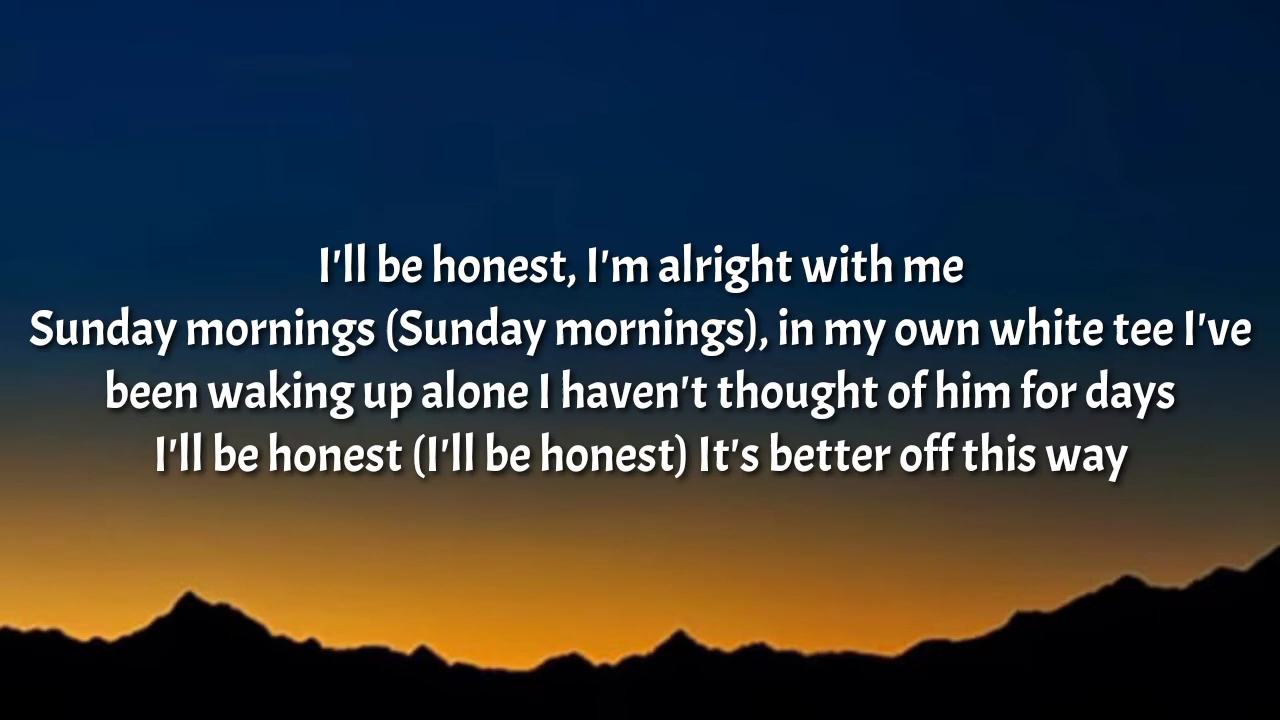 I'll be honest, I'm alright with me
Sunday mornings (Sunday mornings), in my own white tee I've
been waking up alone I haven't thought of him for days
I'll be honest (I'll be honest) It's better off this way